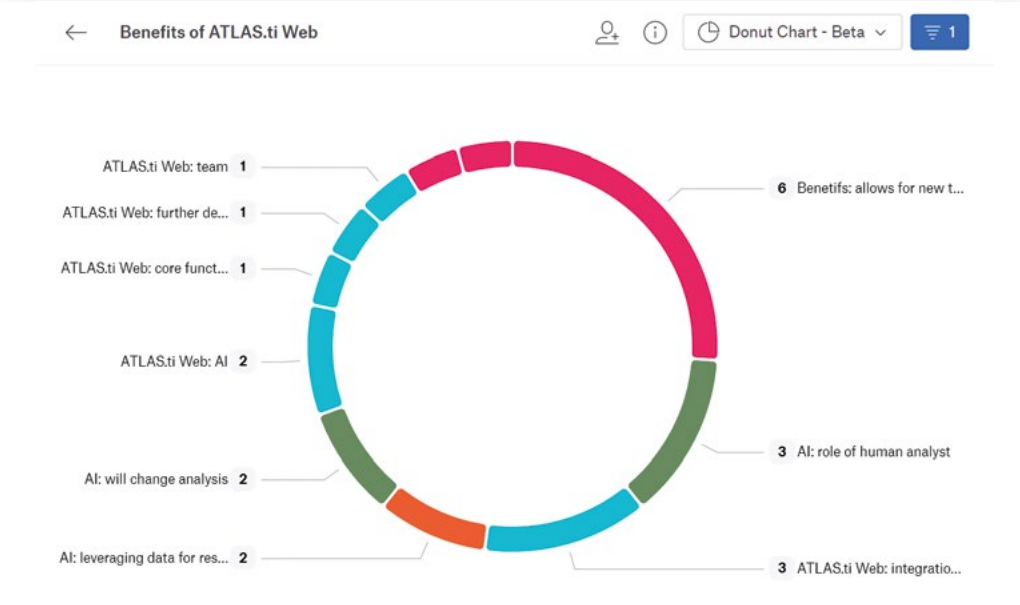 Benefits of ATLAS.ti Web
Donut Chart - Beta
1
ATLAS.ti Web: team 1
6 Benetifs: allows for new t...
ATLAS.ti Web: further de... 1
ATLAS.ti Web: core funct... 1
ATLAS.ti Web: AI 2
3 AI: role of human analyst
AI: will change analysis 2
AI: leveraging data for res... 2
3 ATLAS.ti Web: integratio...